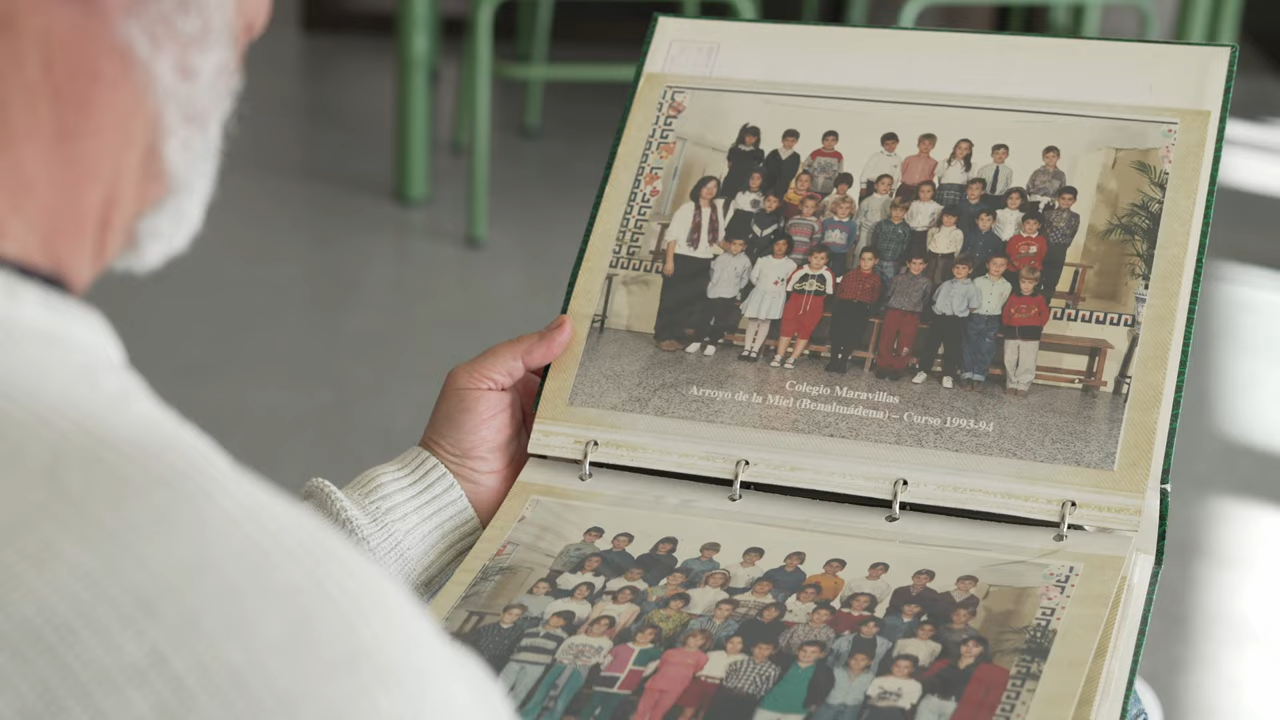 Colegio Maravillas
Arroyo de la Miel (Benalmádena) – Curso 1993-94